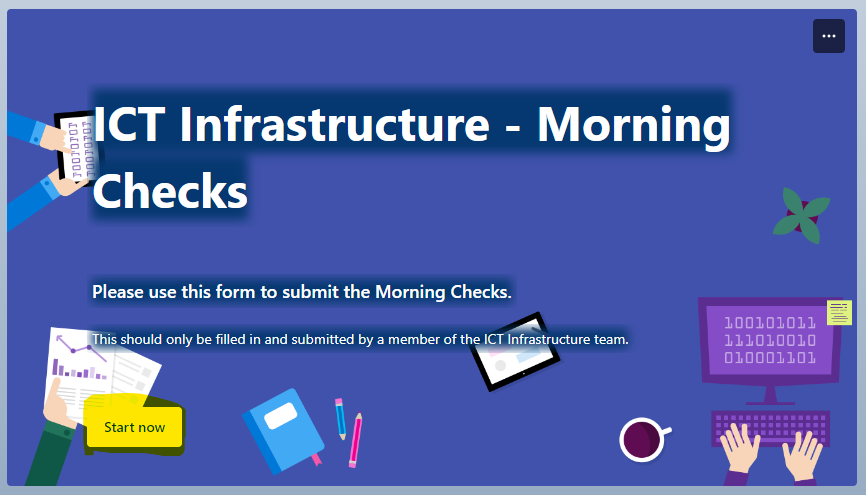 ICT Infrastructure - Morning
Checks
Please use this form to submit the Morning Checks.
This should only be filled in and submitted by a member of the ICT Infrastructure team.
Start now
100101011
111010010
010001101